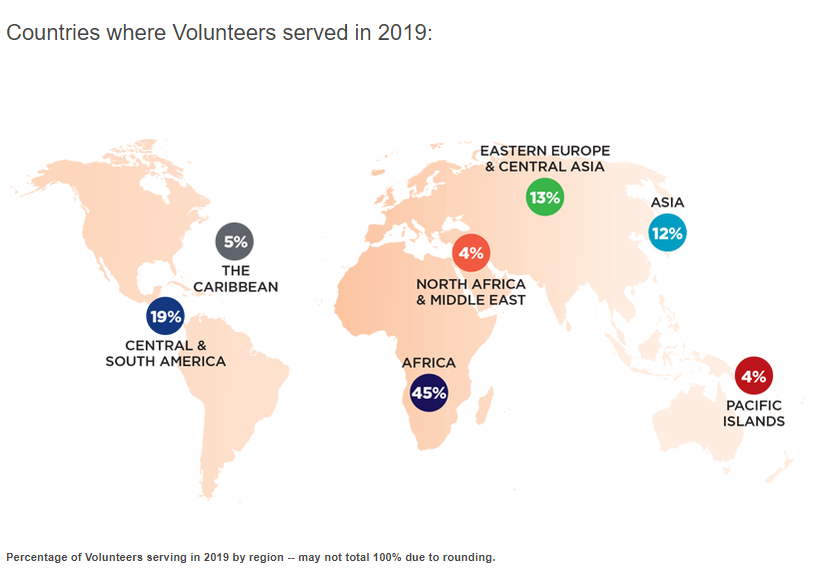 Countries where Volunteers served in 2019:
EASTERN EUROPE
& CENTRAL ASIA
13%
ASIA
12%
5%
THE
CARIBBEAN
4%
NORTH AFRICA
& MIDDLE EAST
19%
CENTRAL &
SOUTH AMERICA
AFRICA
45%
4%
PACIFIC
ISLANDS
Percentage of Volunteers serving in 2019 by region -- may not total 100% due to rounding.